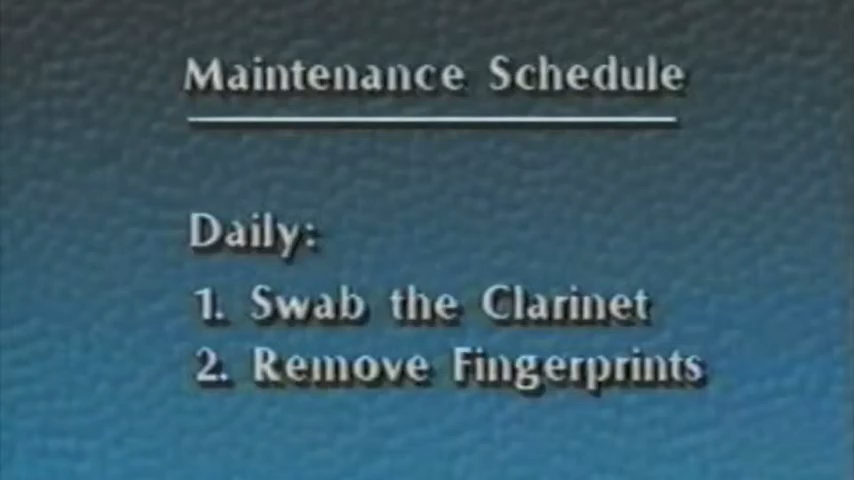 Maintenance Schedule
Daily:
1. Swab the Clarinet
2. Remove Fingerprints